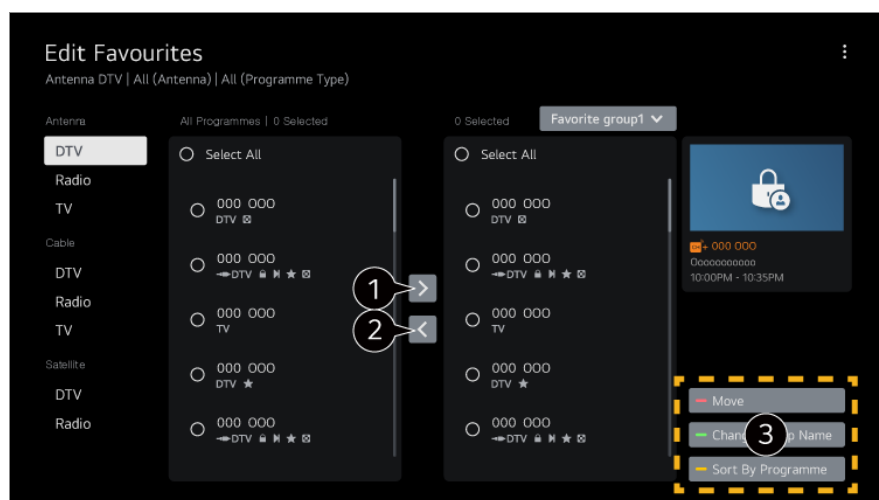 Edit Favourites
Antenna DTV | All (Antenna) | All (Programme Type)
Antenna
All Programmes | 0 Selected
0 Selected
Favorite group1
DTV
Radio
TV
Cable
DTV
Radio
TV
Satellite
DTV
Radio
Select All
000 000
DTV
000 000
DTV
000 000
TV
000 000
DTV
000 000
DTV
1
2
Select All
000 000
DTV
000 000
DTV
000 000
TV
000 000
DTV
000 000
DTV
+ 000 000
Oooooooooo
10:00PM - 10:35PM
Move
3
Name
Sort By Programme